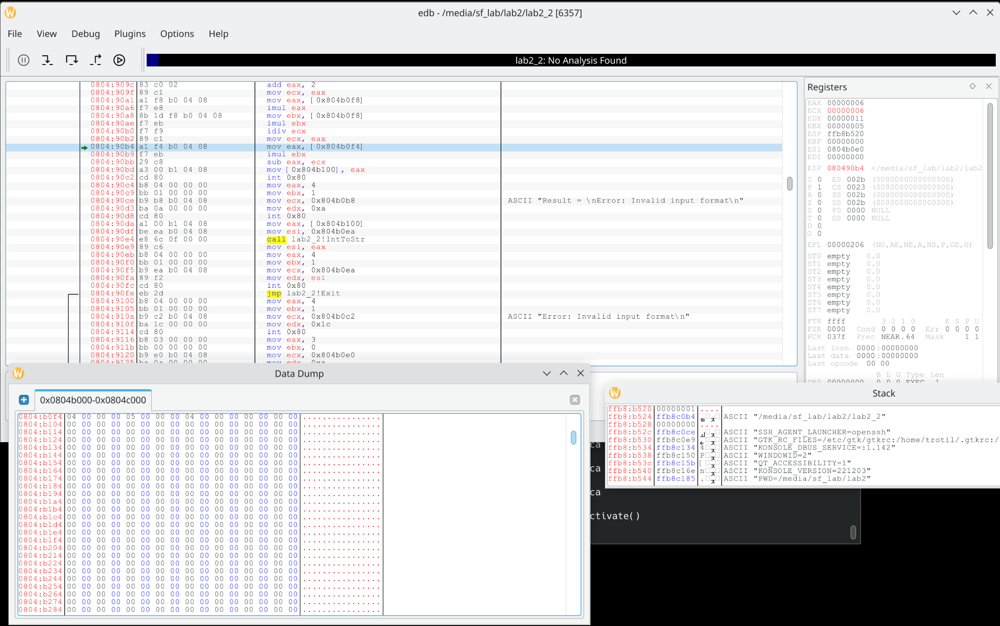 edb - /media/sf_lab/lab2/lab2_2 [6357]
File View Debug Plugins Options Help
lab2_2: No Analysis Found
0804:909c 83 c0 02 add eax, 2
0804:909f 89 c1 mov ecx, eax
0804:90a1 a1 f8 b0 04 08 mov eax, [0x804b0f8]
0804:90a6 f7 e8 imul eax
0804:90a8 8b 1d f8 b0 04 08 mov ebx, [0x804b0f8]
0804:90ae f7 eb imul ebx
0804:90b0 f7 f9 idiv ecx
0804:90b2 89 c1 mov ecx, eax
0804:90b4 a1 f4 b0 04 08 mov eax, [0x804b0f4]
0804:90b9 f7 eb imul ebx
0804:90bb 29 c8 sub eax, ecx
0804:90bd a3 00 b1 04 08 mov [0x804b100], eax
0804:90c2 cd 80 int 0x80
0804:90c4 b8 04 00 00 00 mov eax, 4
0804:90c9 bb 01 00 00 00 mov ebx, 1
0804:90ce b9 b8 b0 04 08 mov ecx, 0x804b0b8 ASCII "Result = \nError: Invalid input format\n"
0804:90d3 ba 0a 00 00 00 mov edx, 0xa
0804:90d8 cd 80 int 0x80
0804:90da a1 00 b1 04 08 mov eax, [0x804b100]
0804:90df be ea b0 04 08 mov esi, 0x804b0ea
0804:90e4 e8 6c 0f 00 00 call lab2_2!IntToStr
0804:90e9 89 c6 mov esi, eax
0804:90eb b8 04 00 00 00 mov eax, 4
0804:90f0 bb 01 00 00 00 mov ebx, 1
0804:90f5 b9 ea b0 04 08 mov ecx, 0x804b0ea
0804:90fa 89 f2 mov edx, esi
0804:90fc cd 80 int 0x80
0804:90fe eb 2d jmp lab2_2!Exit
0804:9100 b8 04 00 00 00 mov eax, 4
0804:9105 bb 01 00 00 00 mov ebx, 1
0804:910a b9 c2 b0 04 08 mov ecx, 0x804b0c2 ASCII "Error: Invalid input format\n"
0804:910f ba 1c 00 00 00 mov edx, 0x1c
0804:9114 cd 80 int 0x80
0804:9116 b8 03 00 00 00 mov eax, 3
0804:911b bb 00 00 00 00 mov ebx, 0
0804:9120 b9 e0 b0 04 08 mov ecx, 0x804b0e0
0804:9125 ba 0a 00 00 00 mov edx, 0xa
Registers
EAX 00000006
ECX 00000006
EDX 00000011
EBX 00000005
ESP ffb8b520
EBP 00000000
ESI 0804b0e0
EDI 00000000
EIP 080490b4 </media/sf_lab/lab2/lab2
C 0 ES 002b (0000000000000000)
P 1 CS 0023 (0000000000000000)
A 0 SS 002b (0000000000000000)
Z 0 DS 002b (0000000000000000)
S 0 FS 0000 NULL
T 0 GS 0000 NULL
D 0
O 0
EFL 00000206 (NO,AE,NE,A,NS,P,GE,G)
ST0 empty 0.0
ST1 empty 0.0
ST2 empty 0.0
ST3 empty 0.0
ST4 empty 0.0
ST5 empty 0.0
ST6 empty 0.0
ST7 empty 0.0
FTR ffff 3 2 1 0 E S P U
FSR 0000 Cond 0 0 0 0 Err 0 0 0 0
FCR 037f Prec NEAR,64 Mask 1 1
Last insn 0000:00000000
Last data 0000:00000000
Last opcode 00 00
B L G Type Len
DR0 00000000 0 0 0 EXEC 1
Data Dump
0x0804b000-0x0804c000
0804:b0f4 04 00 00 00 05 00 00 00 04 00 00 00 00 00 00 00 ................
0804:b104 00 00 00 00 00 00 00 00 00 00 00 00 00 00 00 00 ................
0804:b114 00 00 00 00 00 00 00 00 00 00 00 00 00 00 00 00 ................
0804:b124 00 00 00 00 00 00 00 00 00 00 00 00 00 00 00 00 ................
0804:b134 00 00 00 00 00 00 00 00 00 00 00 00 00 00 00 00 ................
0804:b144 00 00 00 00 00 00 00 00 00 00 00 00 00 00 00 00 ................
0804:b154 00 00 00 00 00 00 00 00 00 00 00 00 00 00 00 00 ................
0804:b164 00 00 00 00 00 00 00 00 00 00 00 00 00 00 00 00 ................
0804:b174 00 00 00 00 00 00 00 00 00 00 00 00 00 00 00 00 ................
0804:b184 00 00 00 00 00 00 00 00 00 00 00 00 00 00 00 00 ................
0804:b194 00 00 00 00 00 00 00 00 00 00 00 00 00 00 00 00 ................
0804:b1a4 00 00 00 00 00 00 00 00 00 00 00 00 00 00 00 00 ................
0804:b1b4 00 00 00 00 00 00 00 00 00 00 00 00 00 00 00 00 ................
0804:b1c4 00 00 00 00 00 00 00 00 00 00 00 00 00 00 00 00 ................
0804:b1d4 00 00 00 00 00 00 00 00 00 00 00 00 00 00 00 00 ................
0804:b1e4 00 00 00 00 00 00 00 00 00 00 00 00 00 00 00 00 ................
0804:b1f4 00 00 00 00 00 00 00 00 00 00 00 00 00 00 00 00 ................
0804:b204 00 00 00 00 00 00 00 00 00 00 00 00 00 00 00 00 ................
0804:b214 00 00 00 00 00 00 00 00 00 00 00 00 00 00 00 00 ................
0804:b224 00 00 00 00 00 00 00 00 00 00 00 00 00 00 00 00 ................
0804:b234 00 00 00 00 00 00 00 00 00 00 00 00 00 00 00 00 ................
0804:b244 00 00 00 00 00 00 00 00 00 00 00 00 00 00 00 00 ................
0804:b254 00 00 00 00 00 00 00 00 00 00 00 00 00 00 00 00 ................
0804:b264 00 00 00 00 00 00 00 00 00 00 00 00 00 00 00 00 ................
0804:b274 00 00 00 00 00 00 00 00 00 00 00 00 00 00 00 00 ................
0804:b284 00 00 00 00 00 00 00 00 00 00 00 00 00 00 00 00 ................
Stack
ffb8:b520 00000001 ....
ffb8:b524 ffb8c0b4 ASCII "/media/sf_lab/lab2/lab2_2"
ffb8:b528 00000000 ....
ffb8:b52c ffb8c0ce ASCII "SSH_AGENT_LAUNCHER=openssh"
ffb8:b530 ffb8c0e9 ASCII "GTK_RC_FILES=/etc/gtk/gtkrc:/home/trotil/.gtkrc:/
ffb8:b534 ffb8c134 4 ASCII "KONSOLE_DBUS_SERVICE=:1.142"
ffb8:b538 ffb8c150 P ASCII "WINDOWID=2"
ffb8:b53c ffb8c15b [ ASCII "QT_ACCESSIBILITY=1"
ffb8:b540 ffb8c16e n ASCII "KONSOLE_VERSION=221203"
ffb8:b544 ffb8c185 . ASCII "PWD=/media/sf_lab/lab2"
ca
ca
ca
ctivate()